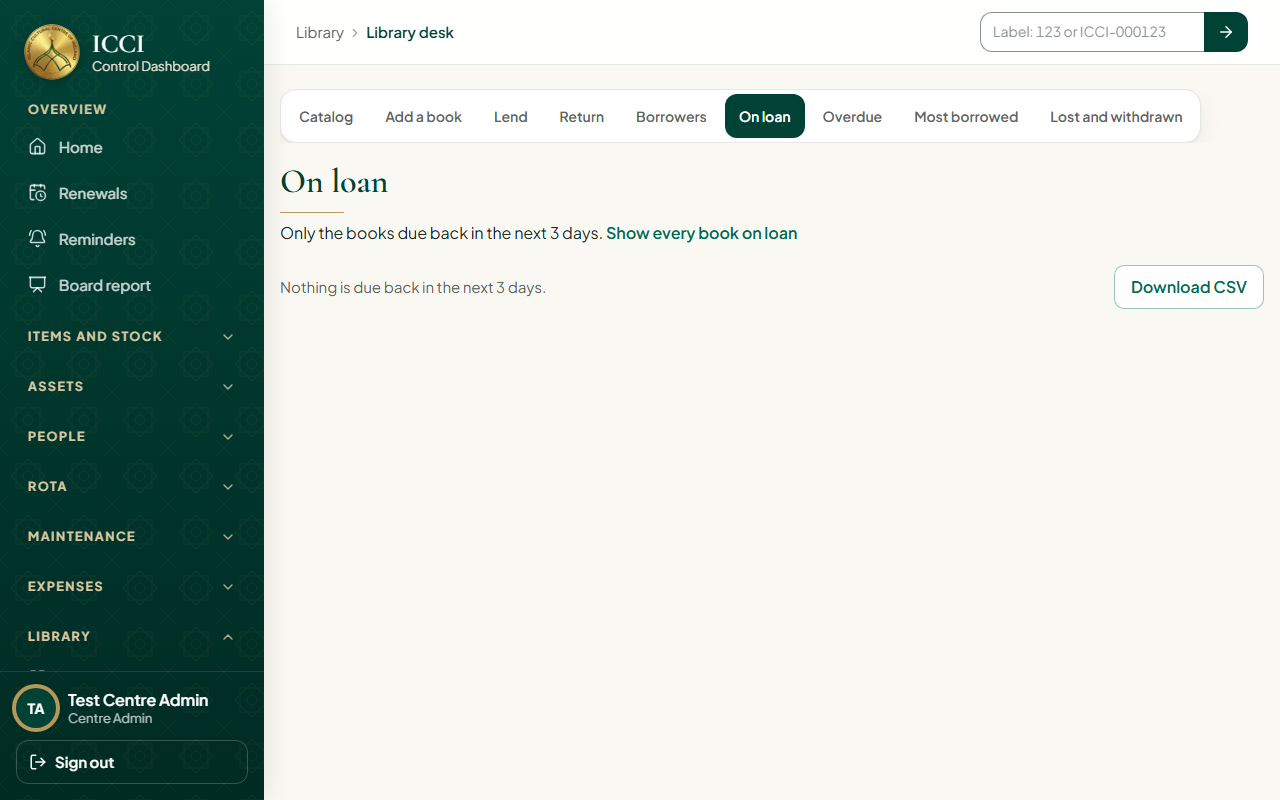 ICCI
Control Dashboard
OVERVIEW
Home
Renewals
Reminders
Board report
ITEMS AND STOCK
ASSETS
PEOPLE
ROTA
MAINTENANCE
EXPENSES
LIBRARY
TA
Test Centre Admin
Centre Admin
Sign out
Library > Library desk
Label: 123 or ICCI-000123
Catalog Add a book Lend Return Borrowers On loan Overdue Most borrowed Lost and withdrawn
On loan
Only the books due back in the next 3 days. Show every book on loan
Nothing is due back in the next 3 days.
Download CSV